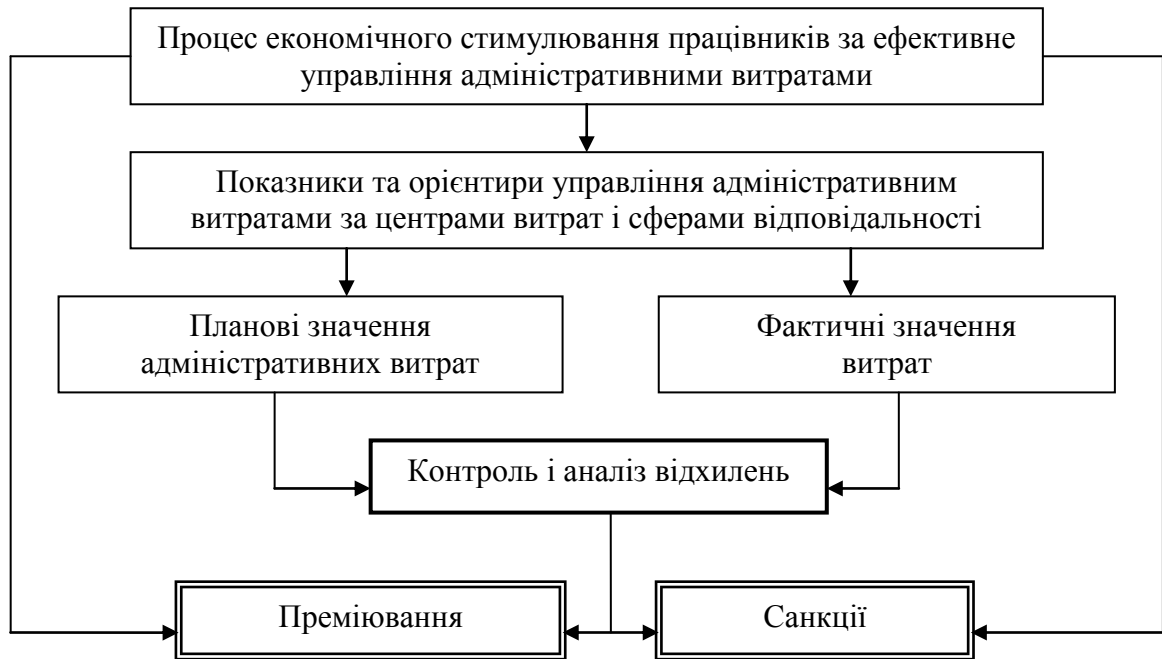 Процес економічного стимулювання працівників за ефективне
управління адміністративними витратами
Показники та орієнтири управління адміністративним
витратами за центрами витрат і сферами відповідальності
Планові значення
адміністративних витрат
Фактичні значення
витрат
Контроль і аналіз відхилень
Преміювання
Санкції